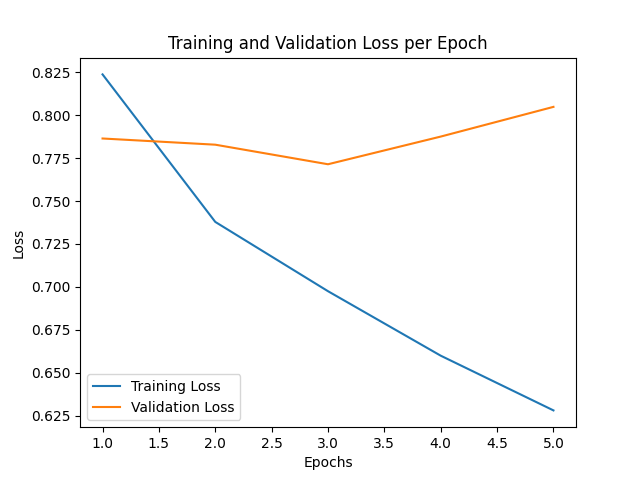 Training and Validation Loss per Epoch
0.825
0.800
0.775
0.750
0.725
0.700
0.675
0.650
0.625
Loss
Training Loss
Validation Loss
1.0 1.5 2.0 2.5 3.0 3.5 4.0 4.5 5.0
Epochs